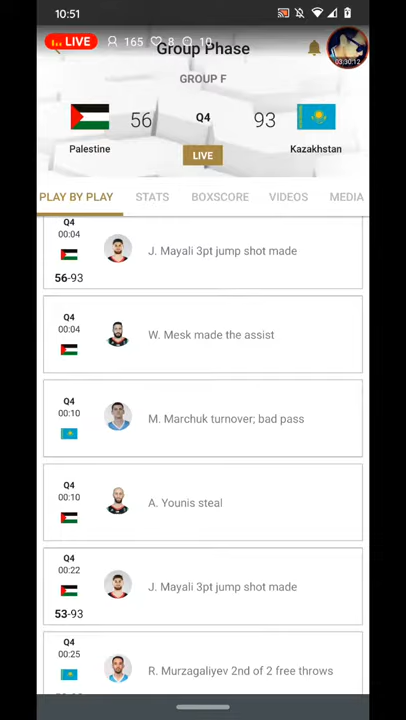 10:51
LIVE 165 8 10
Group Phase
03:30:12
GROUP F
56 Q4 93
Palestine Kazakhstan
LIVE
PLAY BY PLAY STATS BOXSCORE VIDEOS MEDIA
Q4
00:04
J. Mayali 3pt jump shot made
56-93
Q4
00:04
W. Mesk made the assist
Q4
00:10
M. Marchuk turnover; bad pass
Q4
00:10
A. Younis steal
Q4
00:22
J. Mayali 3pt jump shot made
53-93
Q4
00:25
R. Murzagaliyev 2nd of 2 free throws